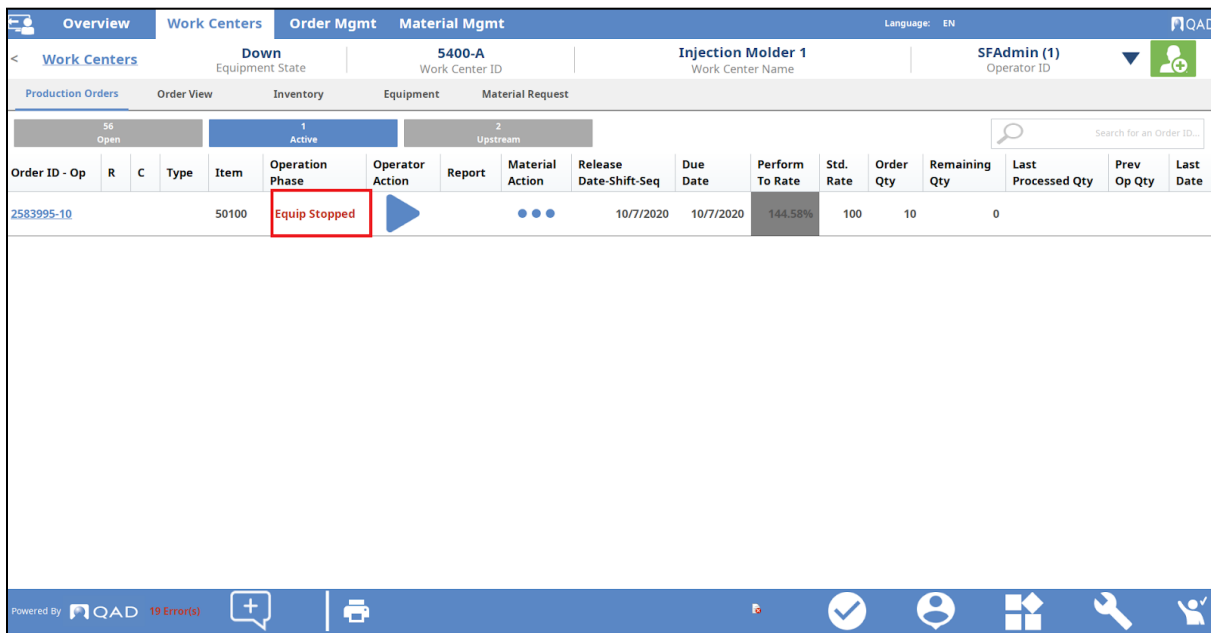 Overview Work Centers Order Mgmt Material Mgmt Language: EN QAD
< Work Centers Down 5400-A Injection Molder 1 SFAdmin (1)
Equipment State Work Center ID Work Center Name Operator ID
Production Orders Order View Inventory Equipment Material Request
56 1 2
Open Active Upstream Search for an Order ID...
Order ID - Op R C Type Item Operation Phase Operator Action Report Material Action Release Date-Shift-Seq Due Date Perform To Rate Std. Rate Order Qty Remaining Qty Last Processed Qty Prev Op Qty Last Date
2583995-10 50100 Equip Stopped 10/7/2020 10/7/2020 144.58% 100 10 0
Powered By QAD 19 Error(s)